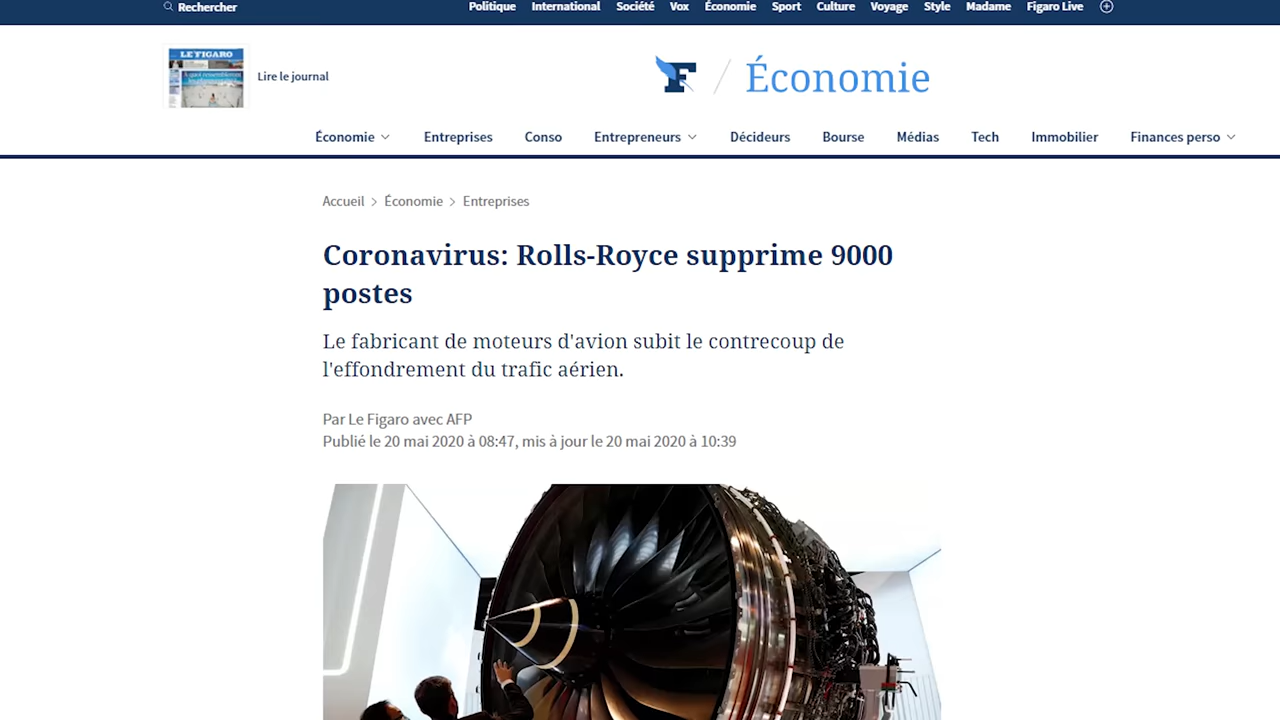 Rechercher
Politique International Société Vox Économie Sport Culture Voyage Style Madame Figaro Live
LE FIGARO
Lire le journal
F / Économie
Économie Entreprises Conso Entrepreneurs Décideurs Bourse Médias Tech Immobilier Finances perso
Accueil > Économie > Entreprises
Coronavirus: Rolls-Royce supprime 9000
postes
Le fabricant de moteurs d'avion subit le contrecoup de
l'effondrement du trafic aérien.
Par Le Figaro avec AFP
Publié le 20 mai 2020 à 08:47, mis à jour le 20 mai 2020 à 10:39